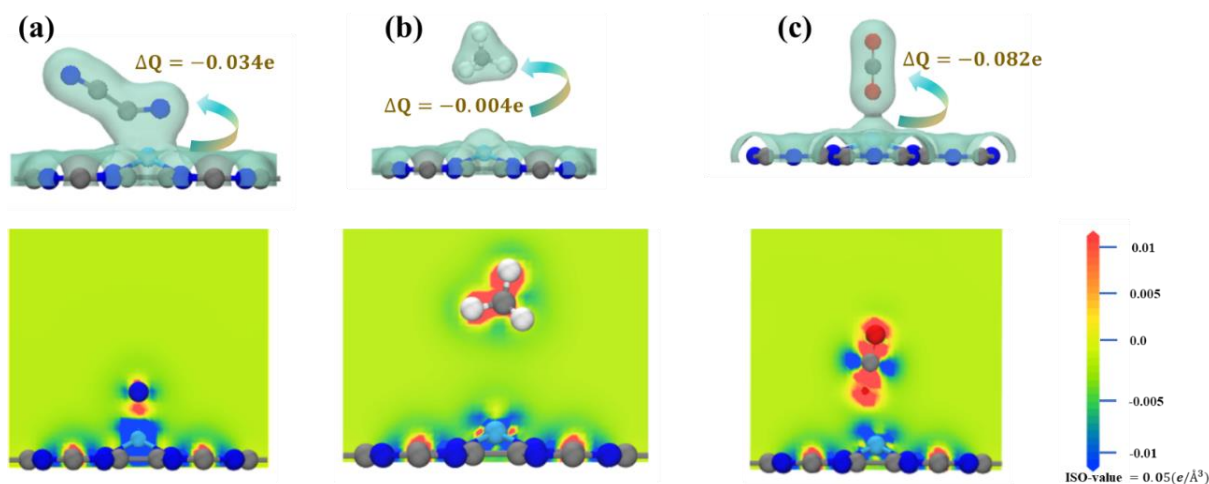 (a)
ΔQ = −0.034e
(b)
ΔQ = −0.004e
(c)
ΔQ = −0.082e
0.01
0.005
0.0
-0.005
-0.01
ISO-value = 0.05(e/Å³)